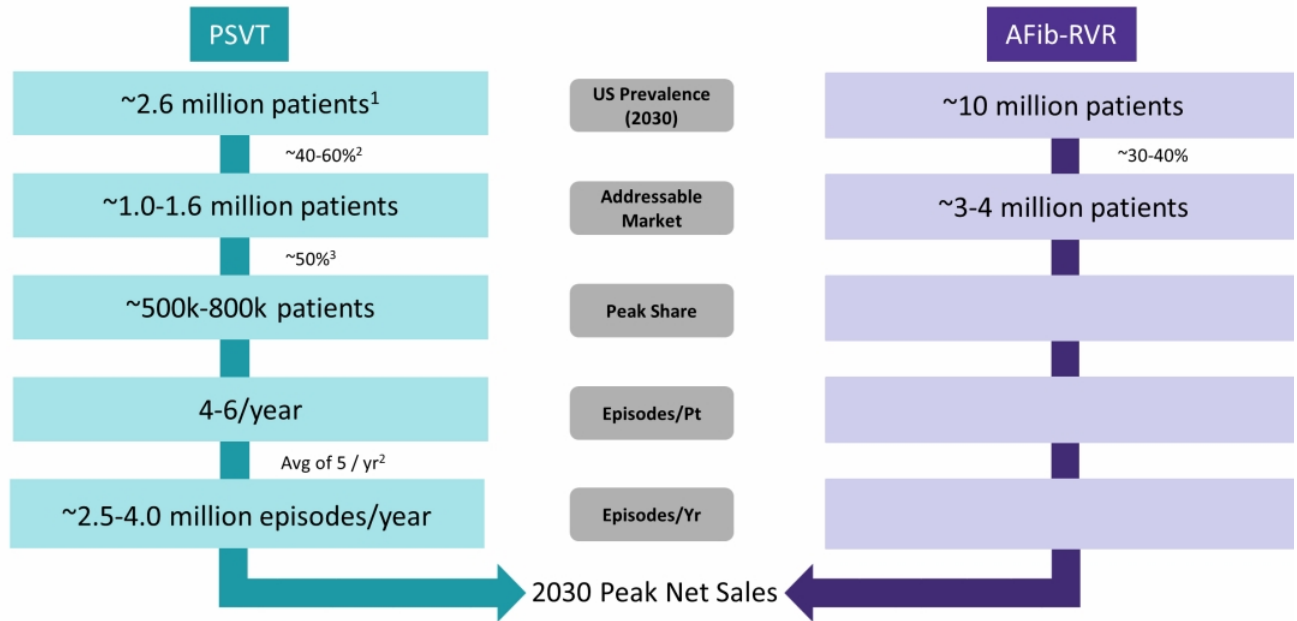 PSVT
AFib-RVR
~2.6 million patients¹
US Prevalence
(2030)
~10 million patients
~40-60%²
~30-40%
~1.0-1.6 million patients
Addressable
Market
~3-4 million patients
~50%³
~500k-800k patients
Peak Share
4-6/year
Episodes/Pt
Avg of 5 / yr²
~2.5-4.0 million episodes/year
Episodes/Yr
2030 Peak Net Sales